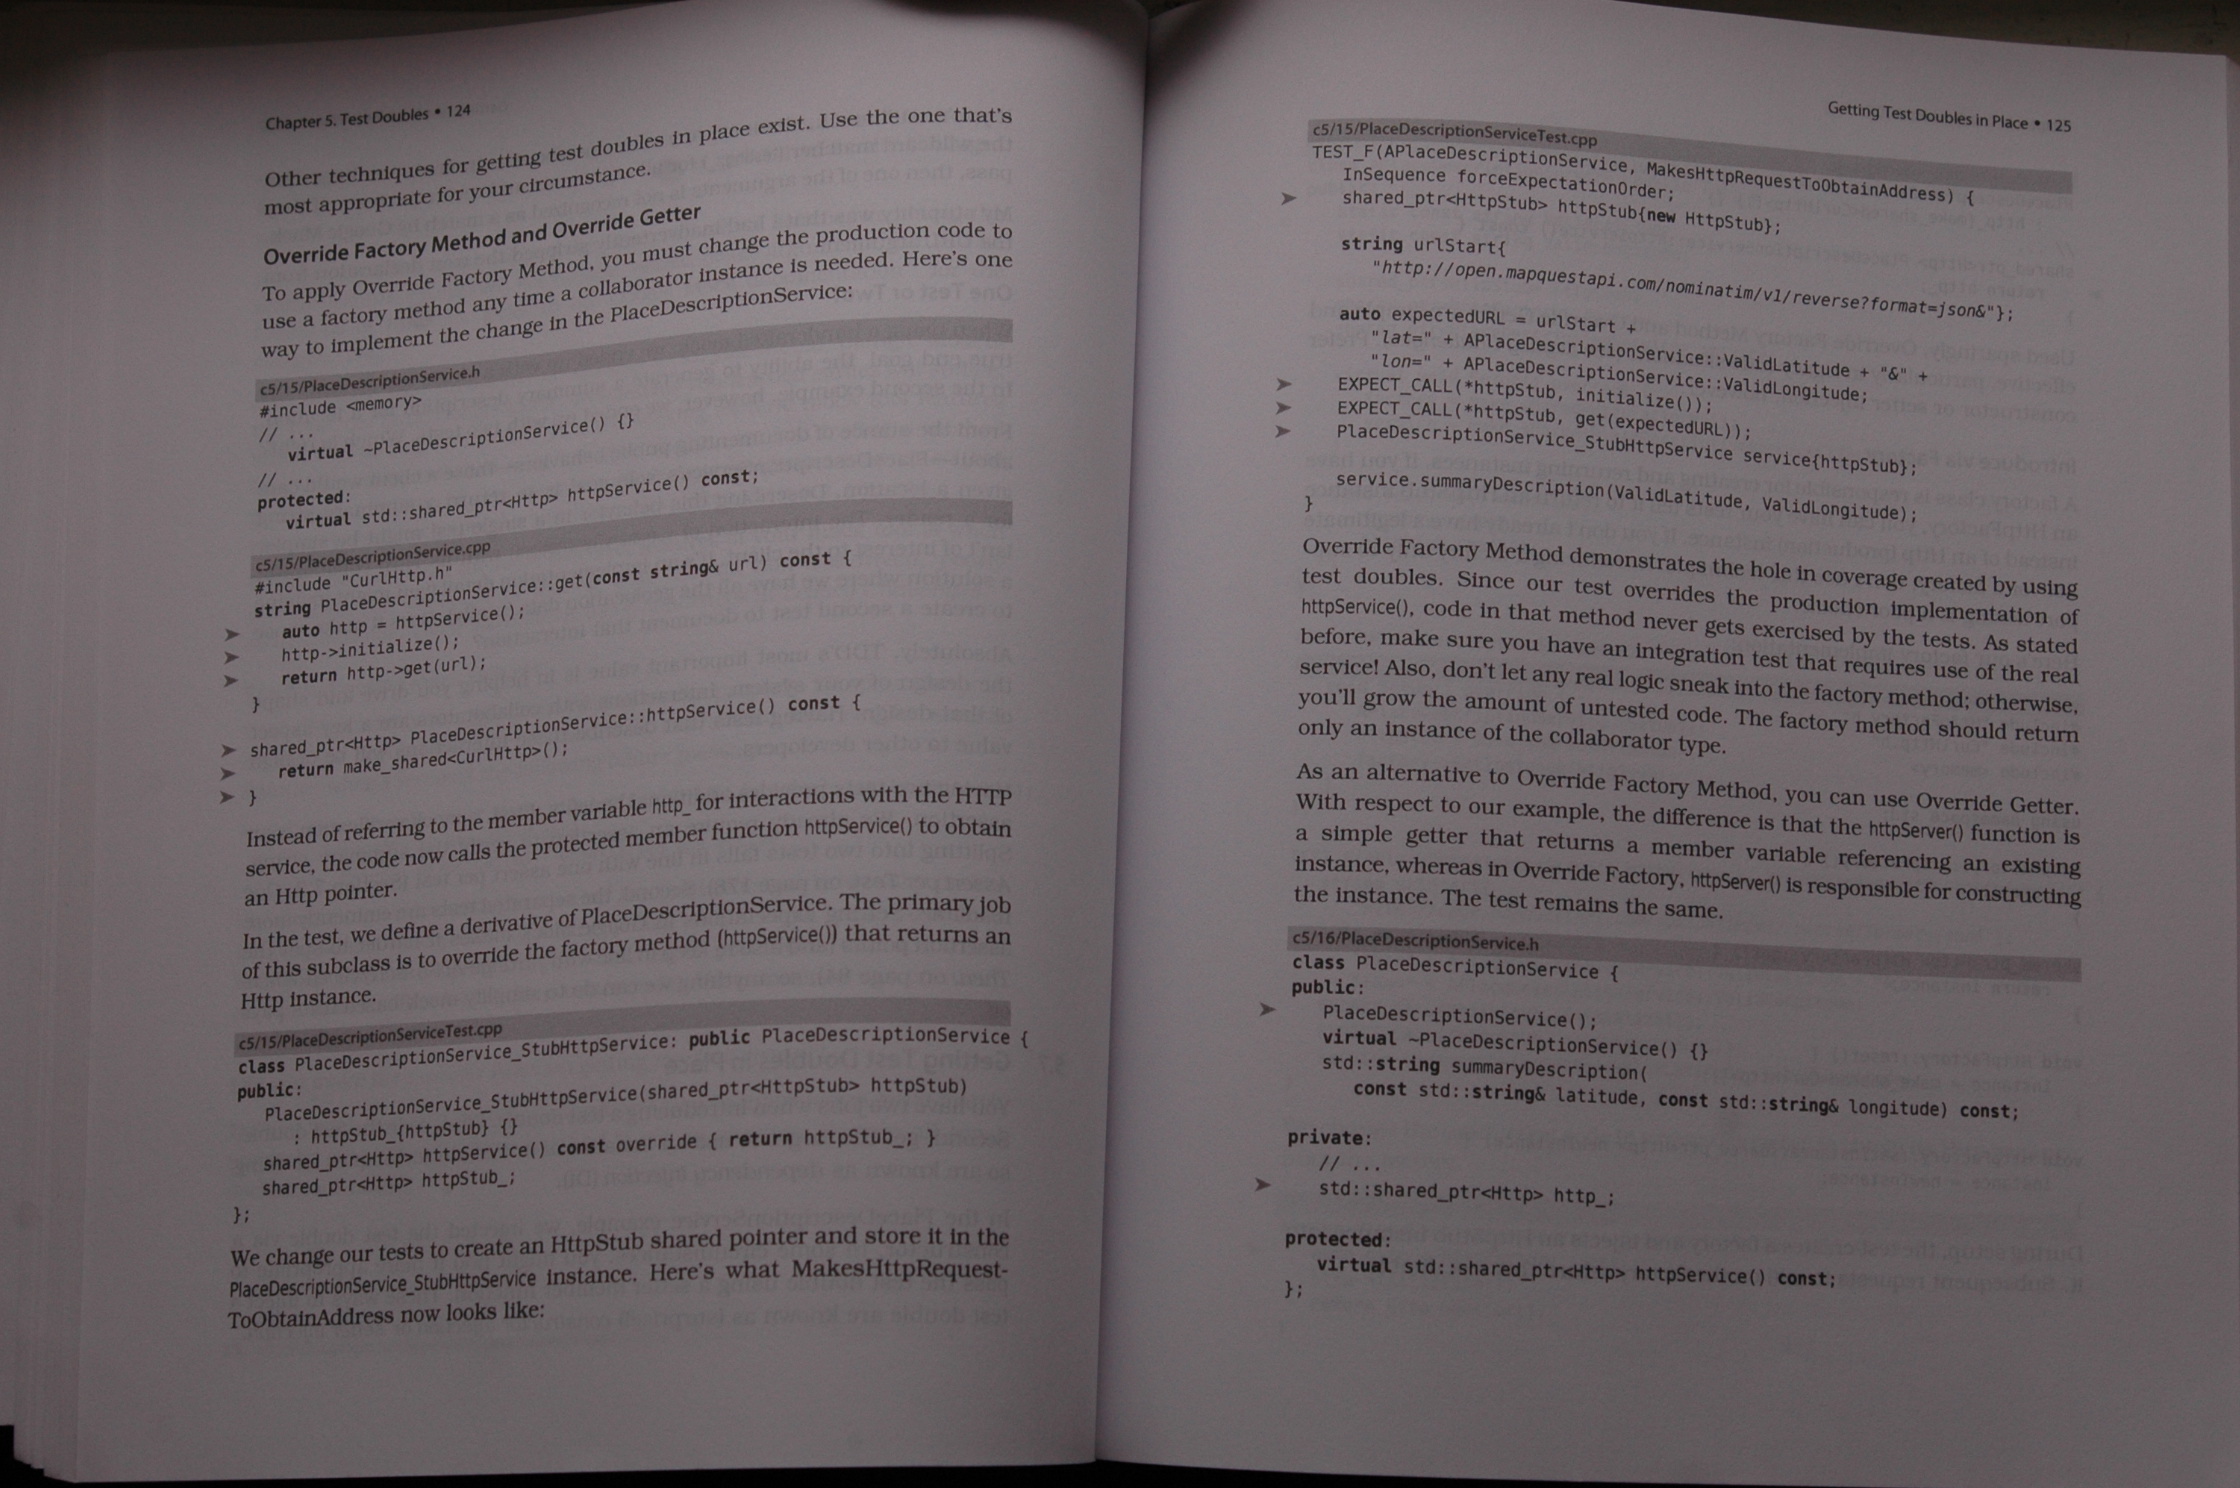 Chapter 5. Test Doubles • 124
Other techniques for getting test doubles in place exist. Use the one that's
most appropriate for your circumstance.
Override Factory Method and Override Getter
To apply Override Factory Method, you must change the production code to
use a factory method any time a collaborator instance is needed. Here's one
way to implement the change in the PlaceDescriptionService:
c5/15/PlaceDescriptionService.h
#include <memory>
// ...
virtual ~PlaceDescriptionService() {}
// ...
protected:
virtual std::shared_ptr<Http> httpService() const;
c5/15/PlaceDescriptionService.cpp
#include "CurlHttp.h"
string PlaceDescriptionService::get(const string& url) const {
➤ auto http = httpService();
➤ http->initialize();
➤ return http->get(url);
}
➤ shared_ptr<Http> PlaceDescriptionService::httpService() const {
➤ return make_shared<CurlHttp>();
➤ }
Instead of referring to the member variable http_ for interactions with the HTTP
service, the code now calls the protected member function httpService() to obtain
an Http pointer.
In the test, we define a derivative of PlaceDescriptionService. The primary job
of this subclass is to override the factory method (httpService()) that returns an
Http instance.
c5/15/PlaceDescriptionServiceTest.cpp
class PlaceDescriptionService_StubHttpService: public PlaceDescriptionService {
public:
PlaceDescriptionService_StubHttpService(shared_ptr<HttpStub> httpStub)
: httpStub_{httpStub} {}
shared_ptr<Http> httpService() const override { return httpStub_; }
shared_ptr<Http> httpStub_;
};
We change our tests to create an HttpStub shared pointer and store it in the
PlaceDescriptionService_StubHttpService instance. Here's what MakesHttpRequest-
ToObtainAddress now looks like:
Getting Test Doubles in Place • 125
c5/15/PlaceDescriptionServiceTest.cpp
TEST_F(APlaceDescriptionService, MakesHttpRequestToObtainAddress) {
InSequence forceExpectationOrder;
➤ shared_ptr<HttpStub> httpStub{new HttpStub};
string urlStart{
"http://open.mapquestapi.com/nominatim/v1/reverse?format=json&"};
auto expectedURL = urlStart +
"lat=" + APlaceDescriptionService::ValidLatitude + "&" +
"lon=" + APlaceDescriptionService::ValidLongitude;
➤ EXPECT_CALL(*httpStub, initialize());
➤ EXPECT_CALL(*httpStub, get(expectedURL));
➤ PlaceDescriptionService_StubHttpService service{httpStub};
service.summaryDescription(ValidLatitude, ValidLongitude);
}
Override Factory Method demonstrates the hole in coverage created by using
test doubles. Since our test overrides the production implementation of
httpService(), code in that method never gets exercised by the tests. As stated
before, make sure you have an integration test that requires use of the real
service! Also, don't let any real logic sneak into the factory method; otherwise,
you'll grow the amount of untested code. The factory method should return
only an instance of the collaborator type.
As an alternative to Override Factory Method, you can use Override Getter.
With respect to our example, the difference is that the httpServer() function is
a simple getter that returns a member variable referencing an existing
instance, whereas in Override Factory, httpServer() is responsible for constructing
the instance. The test remains the same.
c5/16/PlaceDescriptionService.h
class PlaceDescriptionService {
public:
➤ PlaceDescriptionService();
virtual ~PlaceDescriptionService() {}
std::string summaryDescription(
const std::string& latitude, const std::string& longitude) const;
private:
// ...
➤ std::shared_ptr<Http> http_;
protected:
virtual std::shared_ptr<Http> httpService() const;
};